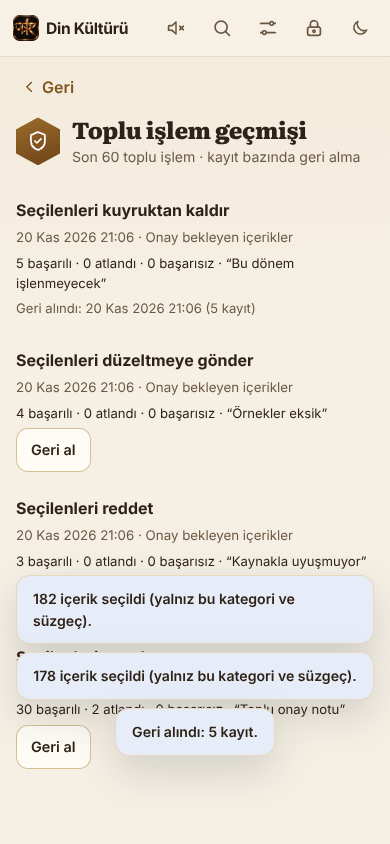 Din Kültürü
Geri
Toplu işlem geçmişi
Son 60 toplu işlem · kayıt bazında geri alma
Seçilenleri kuyruktan kaldır
20 Kas 2026 21:06 · Onay bekleyen içerikler
5 başarılı · 0 atlandı · 0 başarısız · “Bu dönem
işlenmeyecek”
Geri alındı: 20 Kas 2026 21:06 (5 kayıt)
Seçilenleri düzeltmeye gönder
20 Kas 2026 21:06 · Onay bekleyen içerikler
4 başarılı · 0 atlandı · 0 başarısız · “Örnekler eksik”
Geri al
Seçilenleri reddet
20 Kas 2026 21:06 · Onay bekleyen içerikler
3 başarılı · 0 atlandı · 0 başarısız · “Kaynakla uyuşmuyor”
182 içerik seçildi (yalnız bu kategori ve
süzgeç).
178 içerik seçildi (yalnız bu kategori ve süzgeç).
30 başarılı · 2 onay notu”
Geri alındı: 5 kayıt.
Geri al